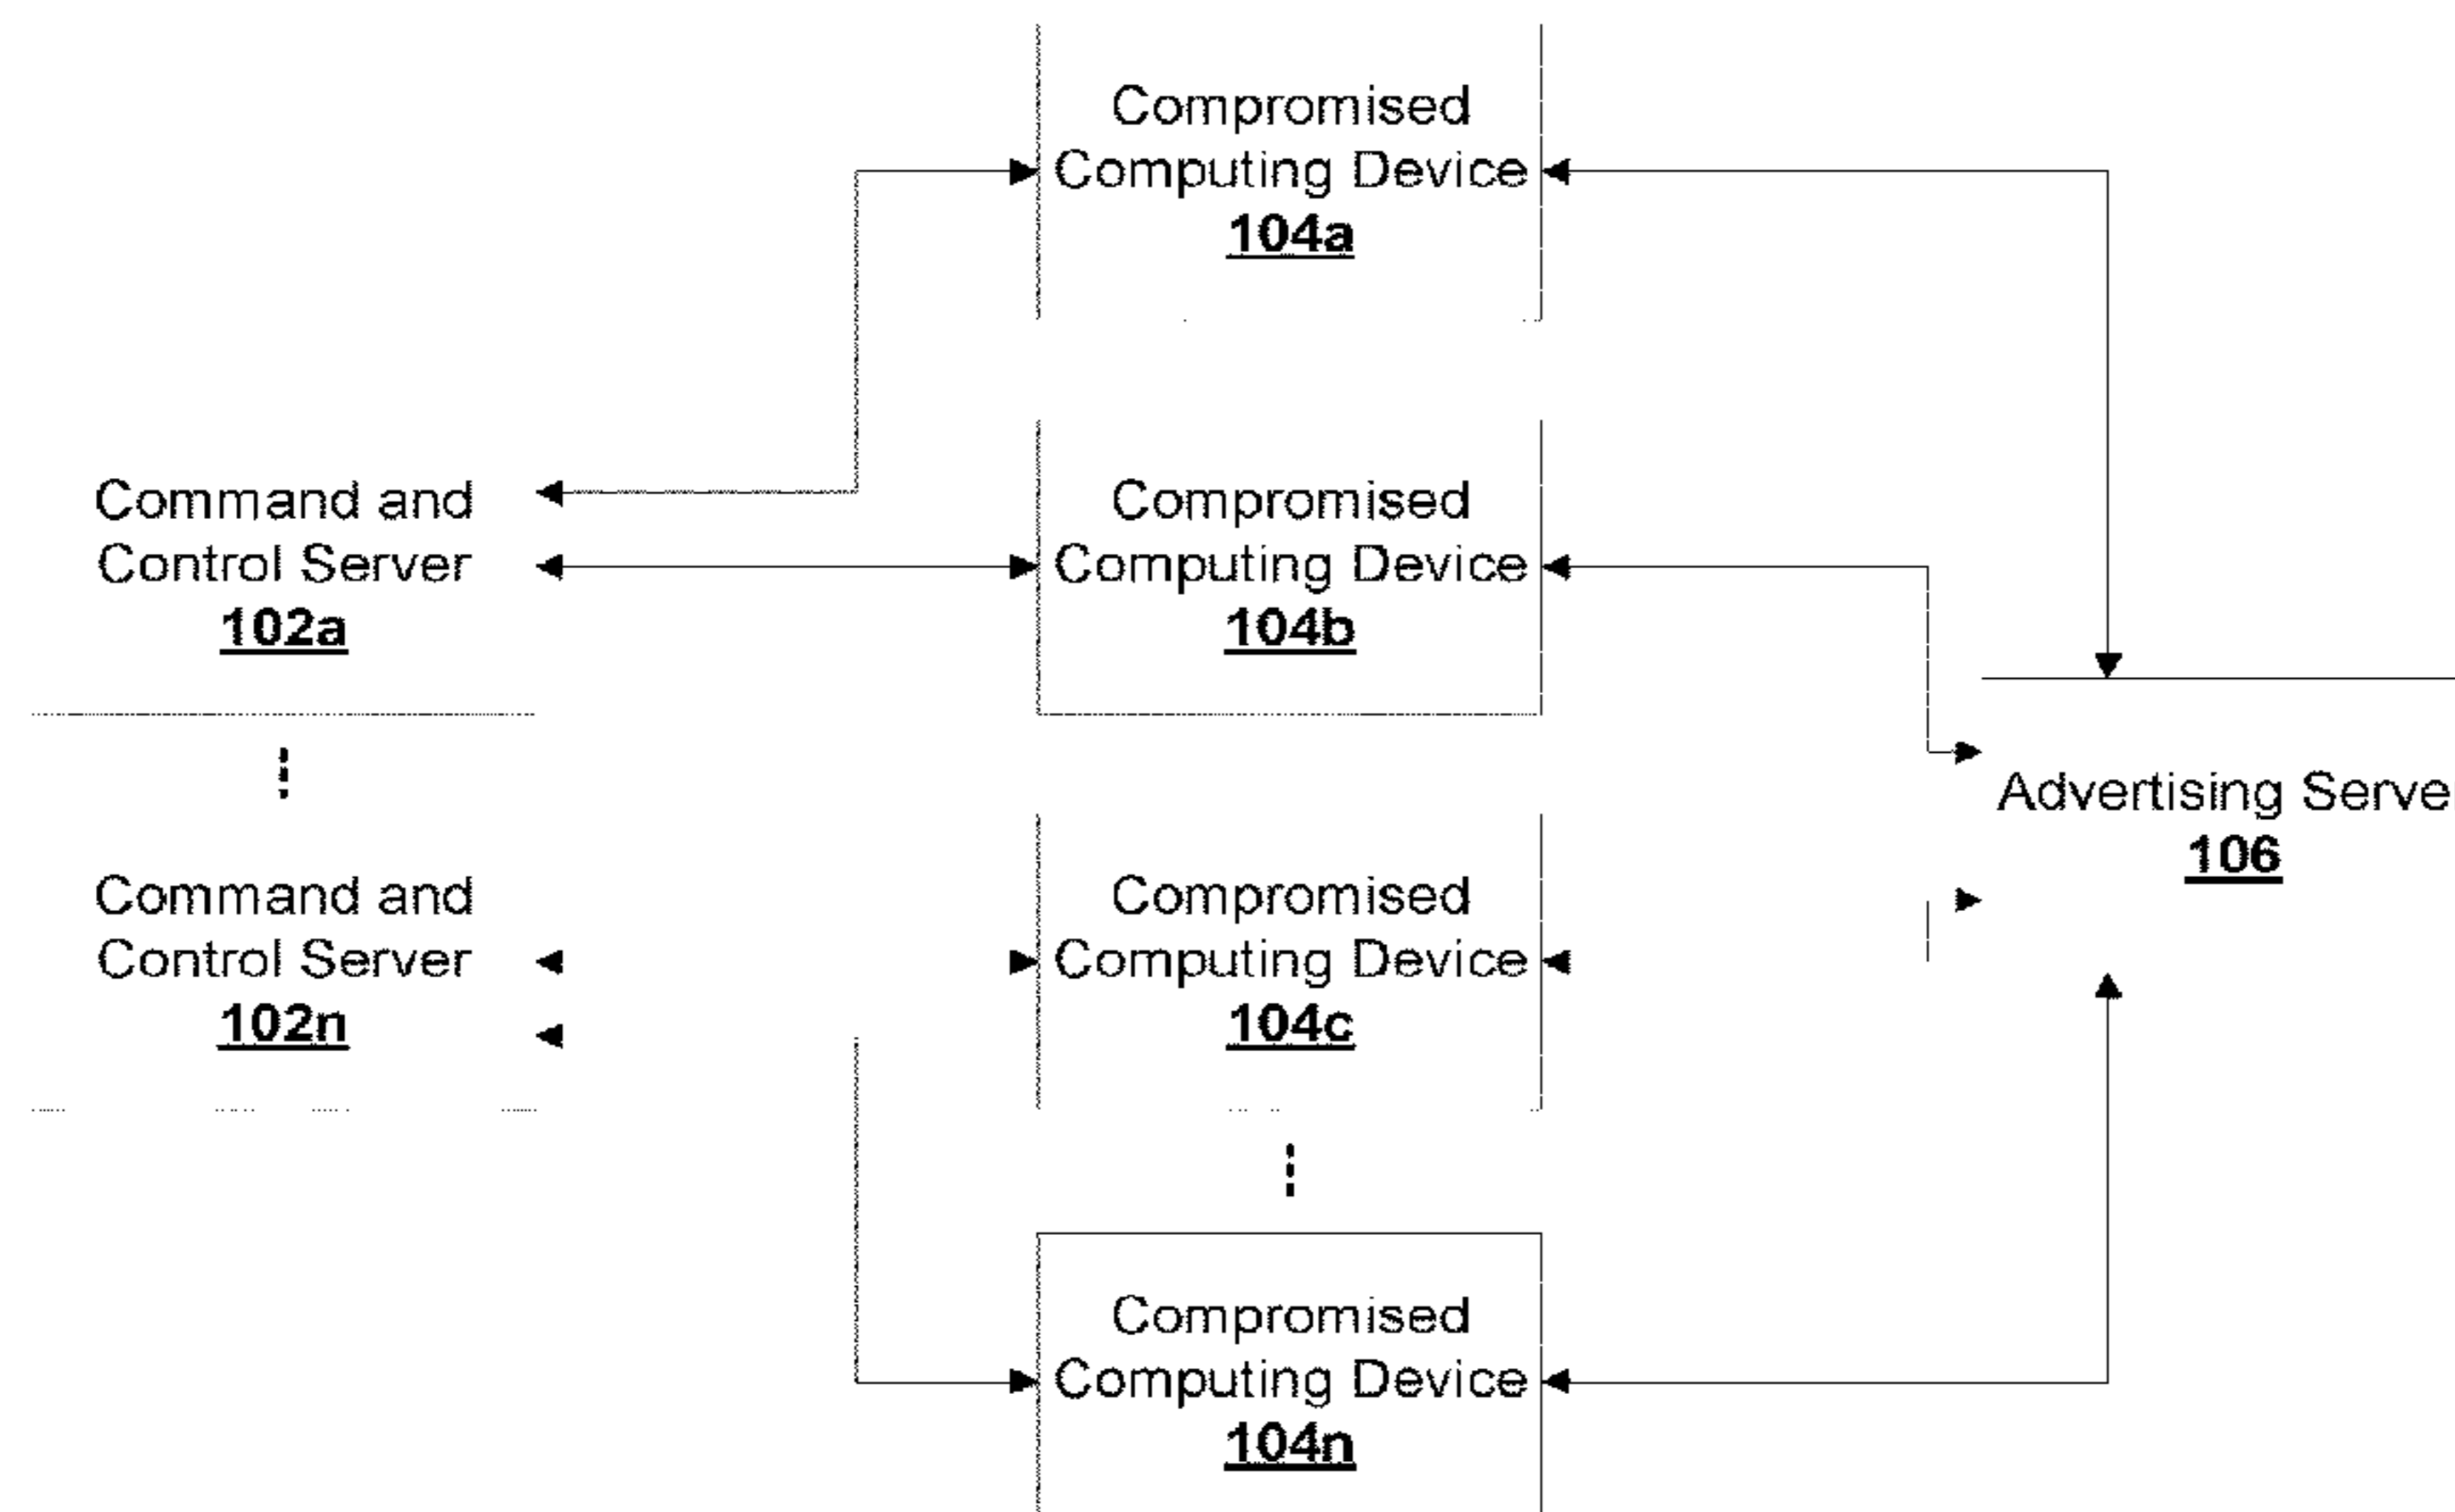 Compromised
Computing Device
104a
Command and
Control Server
102a
Compromised
Computing Device
104b
Advertising Server
106
Command and
Control Server
102n
Compromised
Computing Device
104c
Compromised
Computing Device
104n